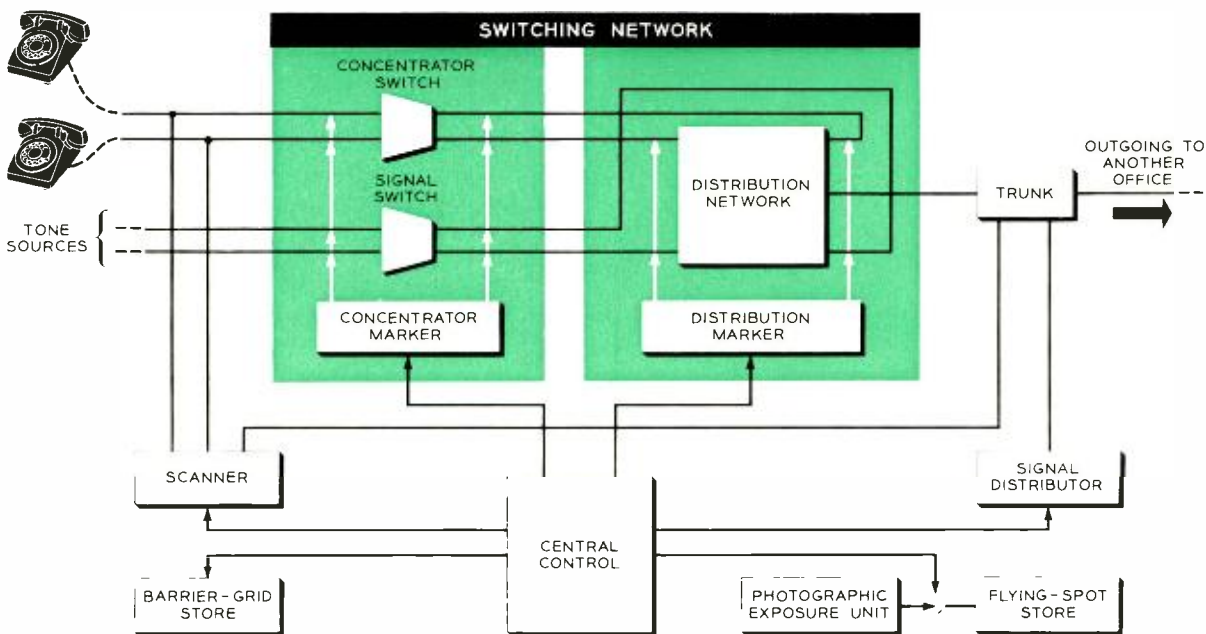 SWITCHING NETWORK
CONCENTRATOR
SWITCH
SIGNAL
SWITCH
TONE
SOURCES
DISTRIBUTION
NETWORK
TRUNK
OUTGOING TO
ANOTHER
OFFICE
CONCENTRATOR
MARKER
DISTRIBUTION
MARKER
SCANNER
SIGNAL
DISTRIBUTOR
CENTRAL
CONTROL
BARRIER-GRID
STORE
PHOTOGRAPHIC
EXPOSURE UNIT
FLYING-SPOT
STORE